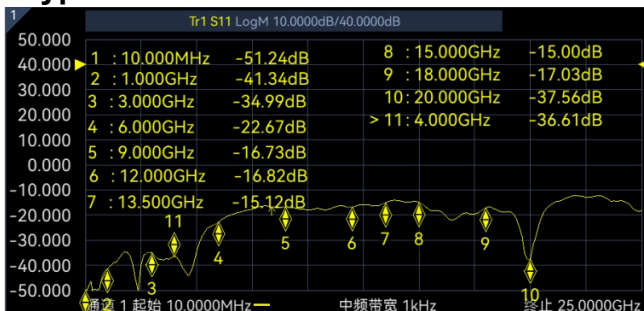 1
Tr1 S11 LogM 10.0000dB/40.0000dB
50.000
40.000
30.000
20.000
10.000
0.000
-10.000
-20.000
-30.000
-40.000
-50.000
1 : 10.000MHz -51.24dB
2 : 1.000GHz -41.34dB
3 : 3.000GHz -34.99dB
4 : 6.000GHz -22.67dB
5 : 9.000GHz -16.73dB
6 : 12.000GHz -16.82dB
7 : 13.500GHz -15.12dB
8 : 15.000GHz -15.00dB
9 : 18.000GHz -17.03dB
10: 20.000GHz -37.56dB
> 11: 4.000GHz -36.61dB
11
2
3
4
5
6
7
8
9
10
通道 1 起始 10.0000MHz 中频带宽 1kHz 终止 25.0000GHz